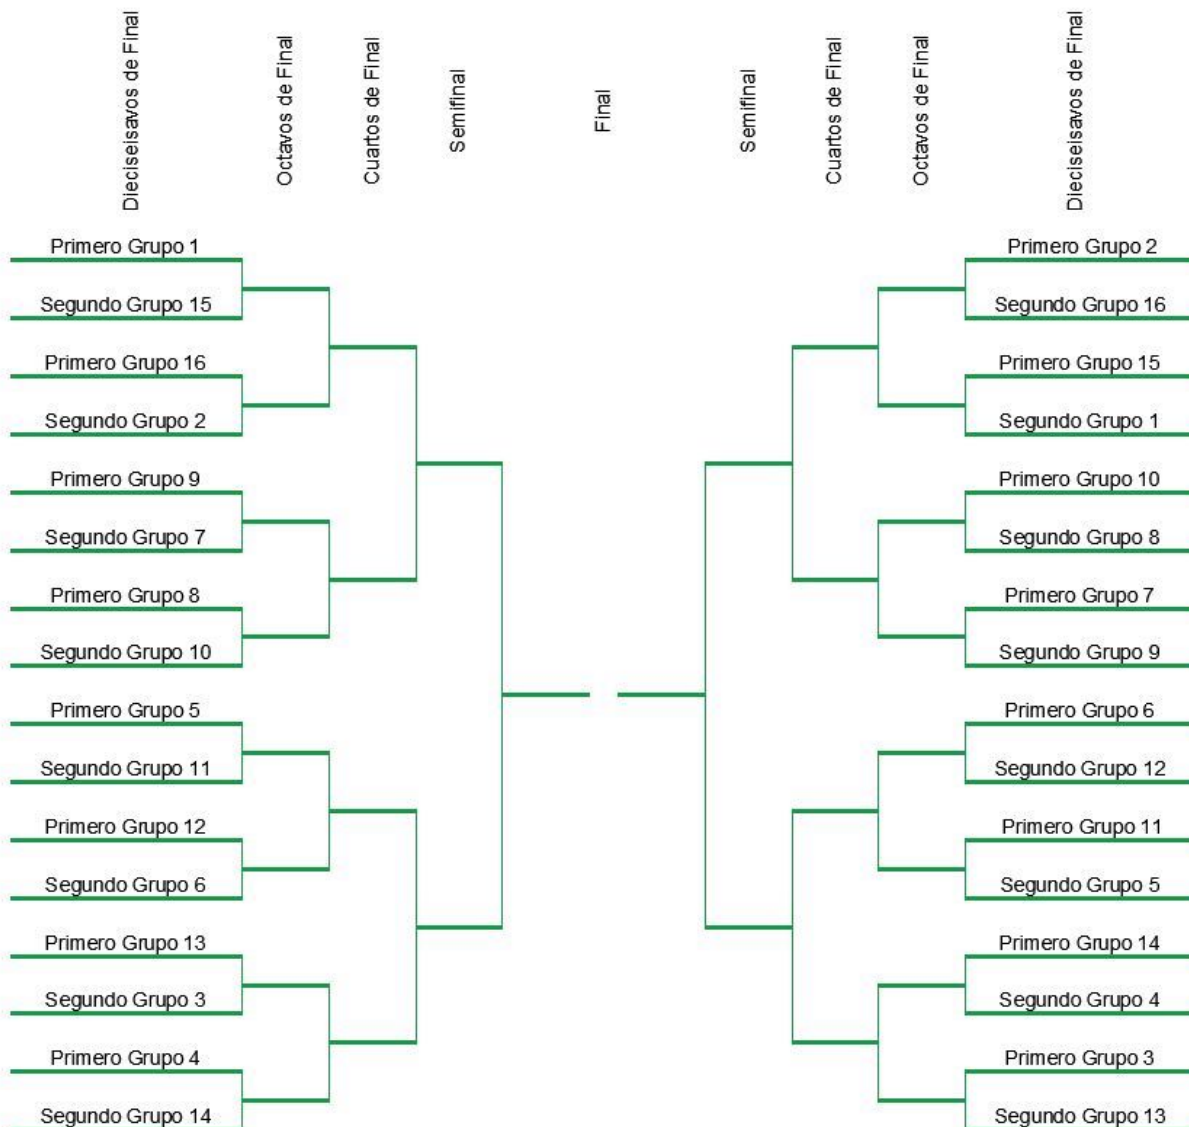 Dieciseisavos de Final
Octavos de Final
Cuartos de Final
Semifinal
Final
Semifinal
Cuartos de Final
Octavos de Final
Dieciseisavos de Final
Primero Grupo 1
Segundo Grupo 15
Primero Grupo 16
Segundo Grupo 2
Primero Grupo 9
Segundo Grupo 7
Primero Grupo 8
Segundo Grupo 10
Primero Grupo 5
Segundo Grupo 11
Primero Grupo 12
Segundo Grupo 6
Primero Grupo 13
Segundo Grupo 3
Primero Grupo 4
Segundo Grupo 14
Primero Grupo 2
Segundo Grupo 16
Primero Grupo 15
Segundo Grupo 1
Primero Grupo 10
Segundo Grupo 8
Primero Grupo 7
Segundo Grupo 9
Primero Grupo 6
Segundo Grupo 12
Primero Grupo 11
Segundo Grupo 5
Primero Grupo 14
Segundo Grupo 4
Primero Grupo 3
Segundo Grupo 13